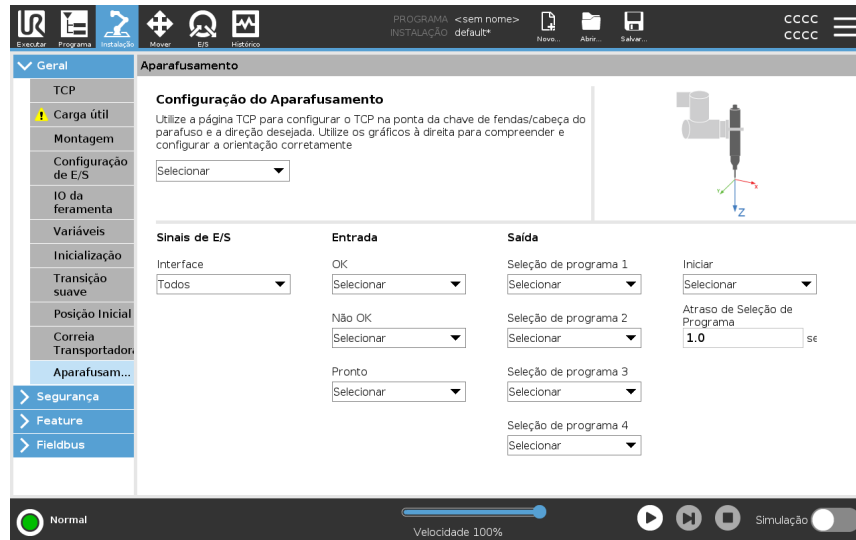 PROGRAMA <sem nome>
INSTALAÇÃO default*
Executar
Programa
Instalação
Mover
E/S
Histórico
Novo...
Abrir...
Salvar...
cccc
cccc
Geral
TCP
Carga útil
Montagem
Configuração
de E/S
IO da
feramenta
Variáveis
Inicialização
Transição
suave
Posição Inicial
Correia
Transportadora
Aparafusam...
Segurança
Feature
Fieldbus
Aparafusamento
Configuração do Aparafusamento
Utilize a página TCP para configurar o TCP na ponta da chave de fendas/cabeça do
parafuso e a direção desejada. Utilize os gráficos à direita para compreender e
configurar a orientação corretamente
Selecionar
Y
X
Z
Sinais de E/S
Interface
Todos
Entrada
OK
Selecionar
Não OK
Selecionar
Pronto
Selecionar
Saída
Seleção de programa 1
Selecionar
Seleção de programa 2
Selecionar
Seleção de programa 3
Selecionar
Seleção de programa 4
Selecionar
Iniciar
Selecionar
Atraso de Seleção de
Programa
1.0 se
Normal
Velocidade 100%
Simulação